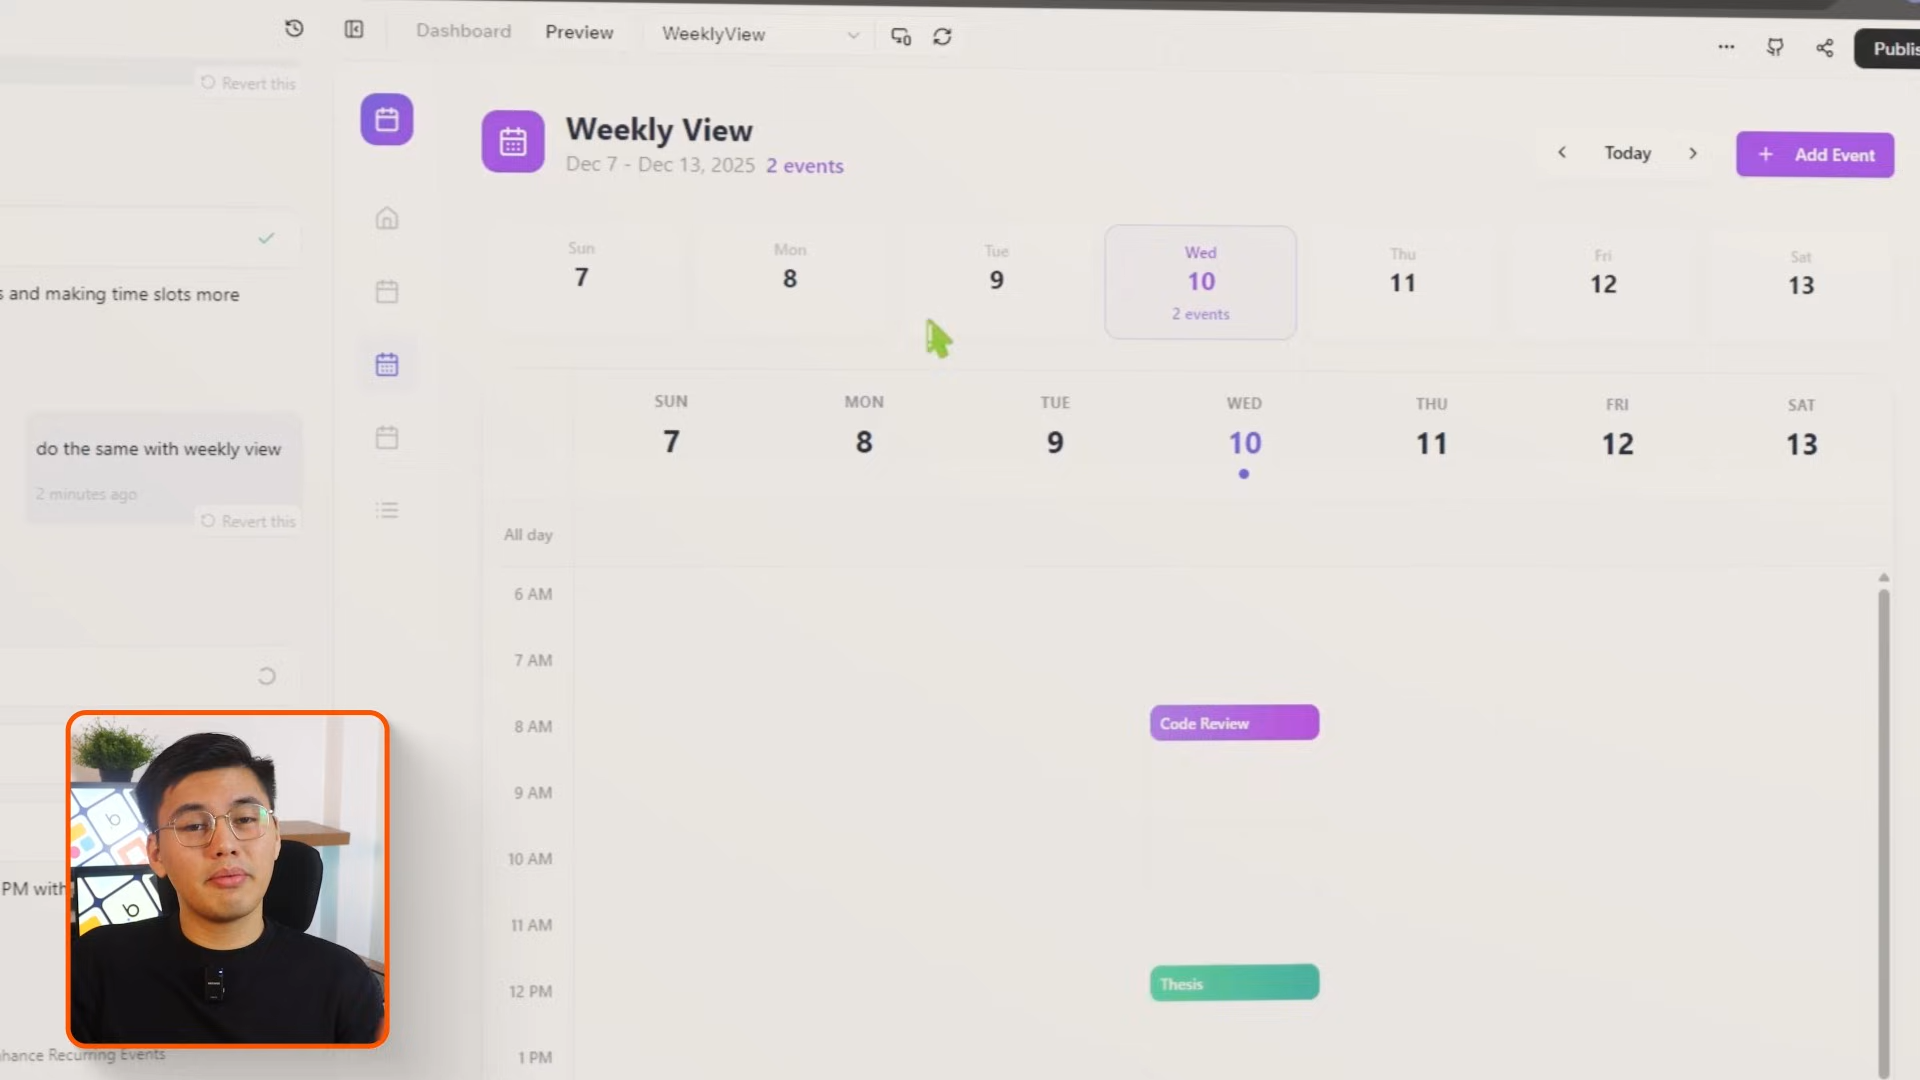 Dashboard
Preview
WeeklyView
Revert this
Weekly View
Dec 7 - Dec 13, 2025 2 events
Today
+ Add Event
Sun
7
Mon
8
Tue
9
Wed
10
2 events
Thu
11
Fri
12
Sat
13
and making time slots more
do the same with weekly view
2 minutes ago
Revert this
SUN
7
MON
8
TUE
9
WED
10
THU
11
FRI
12
SAT
13
All day
6 AM
7 AM
8 AM
Code Review
9 AM
10 AM
PM with
11 AM
12 PM
Thesis
1 PM
Recurring Events